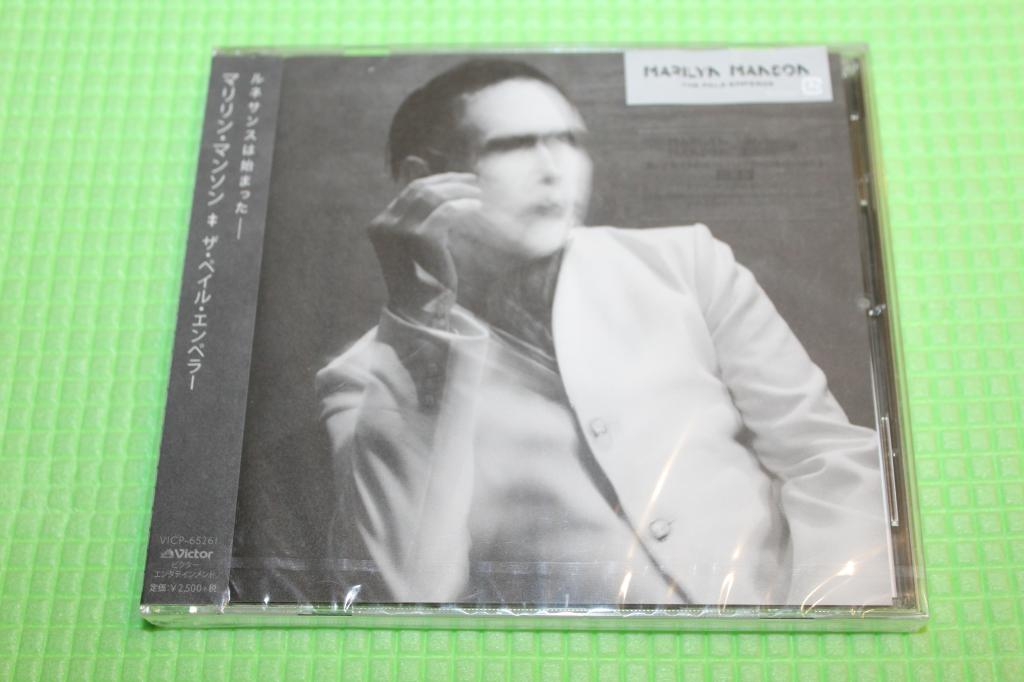 ルネサンスは始まった――
マリリン・マンソン ⧧ ザ・ペイル・エンペラー
MARILYN MANSON
THE PALE EMPEROR
VICP-65261
Victor
ビクター
エンタテインメント
定価:¥2,500+税